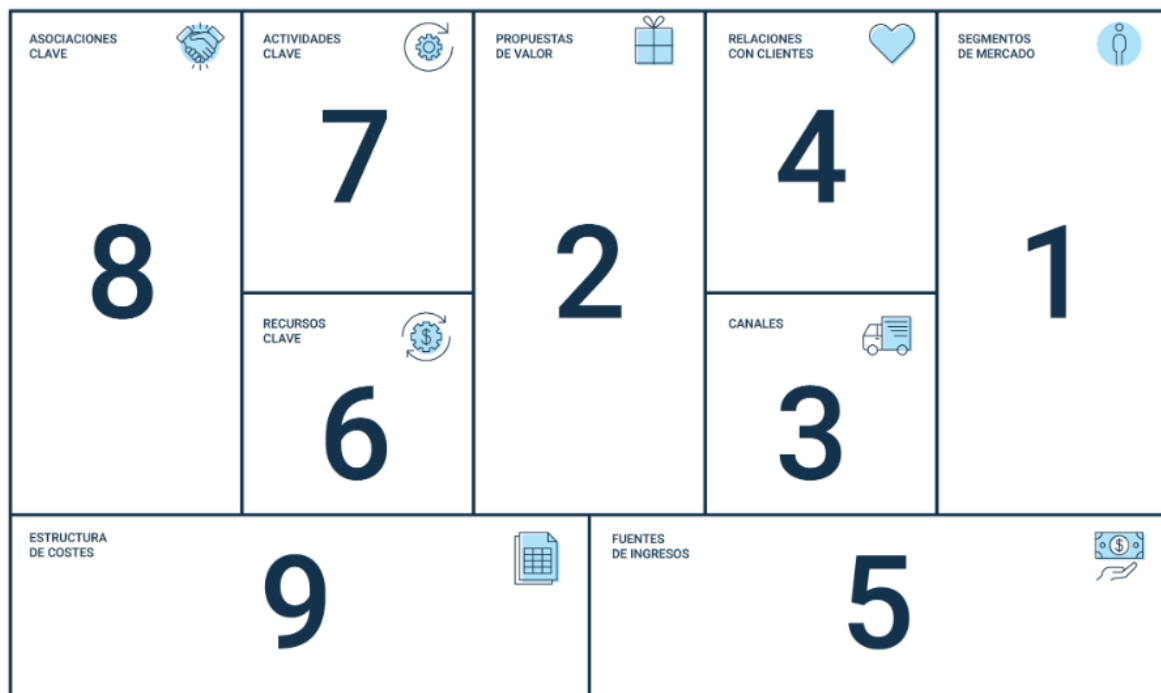 ASOCIACIONES
CLAVE
8
ACTIVIDADES
CLAVE
7
RECURSOS
CLAVE
$
6
PROPUESTAS
DE VALOR
2
RELACIONES
CON CLIENTES
4
CANALES
3
SEGMENTOS
DE MERCADO
1
ESTRUCTURA
DE COSTES
9
FUENTES
DE INGRESOS
$
5